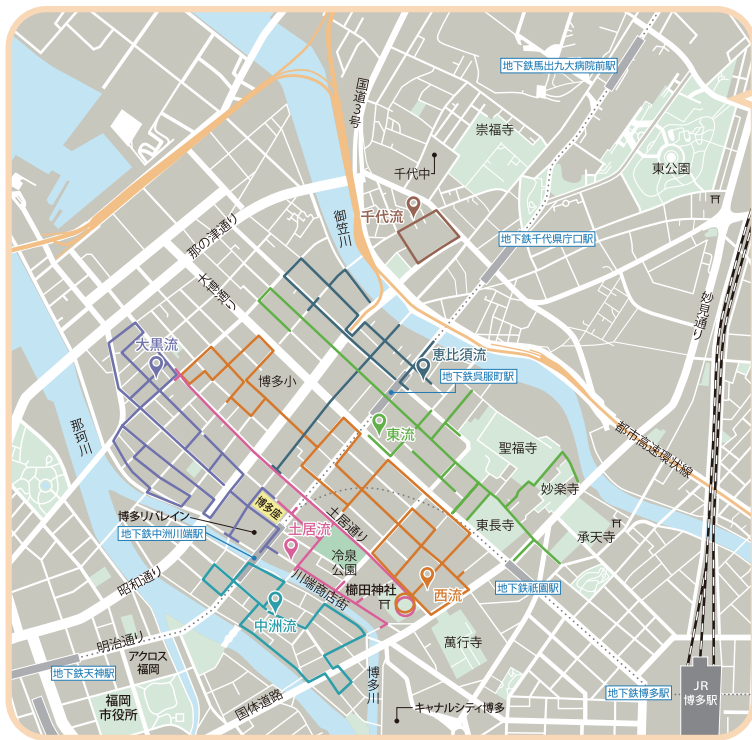 地下鉄馬出九大病院前駅
国道3号
崇福寺
千代中
東公園
千代流
御笠川
那の津通り
地下鉄千代県庁口駅
大博通り
妙見通り
大黒流
恵比須流
博多小
地下鉄呉服町駅
東流
那珂川
都市高速環状線
聖福寺
妙楽寺
博多座
博多リバレイン
土居流
土居通り
東長寺
承天寺
地下鉄中洲川端駅
冷泉
公園
昭和通り
川端商店街
櫛田神社
西流
地下鉄祇園駅
中洲流
明治通り
萬行寺
アクロス
福岡
地下鉄天神駅
博多川
福岡
市役所
国体道路
キャナルシティ博多
地下鉄博多駅
JR
博多駅